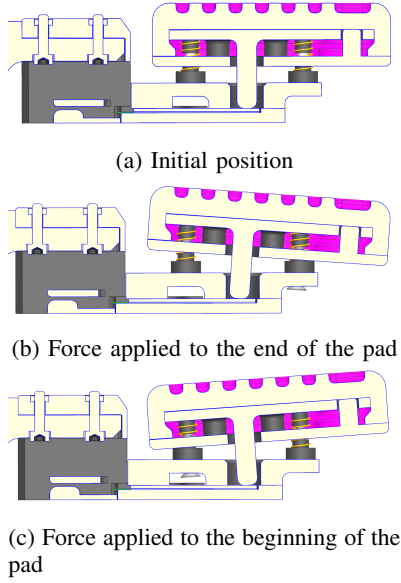 (a) Initial position
(b) Force applied to the end of the pad
(c) Force applied to the beginning of the
pad